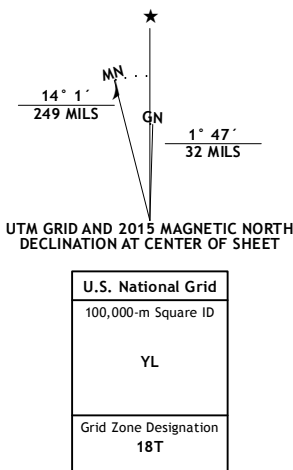 ★
MN
GN
14° 1´
249 MILS
1° 47´
32 MILS
UTM GRID AND 2015 MAGNETIC NORTH
DECLINATION AT CENTER OF SHEET
U.S. National Grid
100,000-m Square ID
YL
Grid Zone Designation
18T